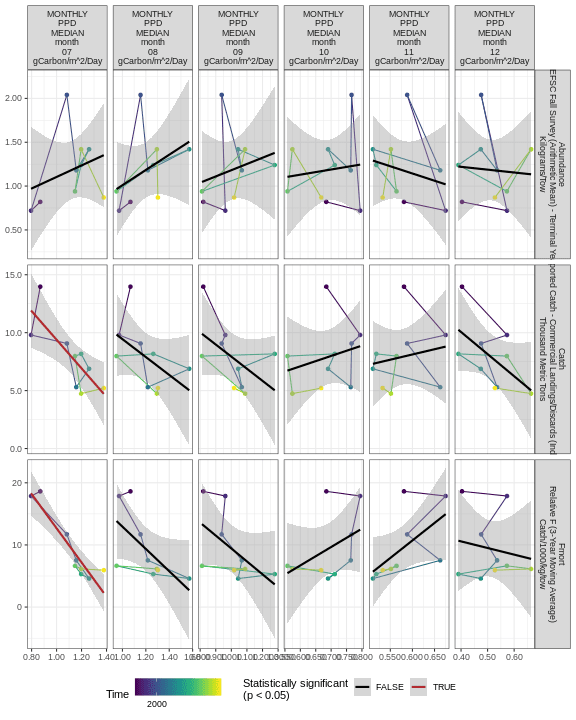 MONTHLY
PPD
MEDIAN
month
07
gCarbon/m^2/Day
MONTHLY
PPD
MEDIAN
month
08
gCarbon/m^2/Day
MONTHLY
PPD
MEDIAN
month
09
gCarbon/m^2/Day
MONTHLY
PPD
MEDIAN
month
10
gCarbon/m^2/Day
MONTHLY
PPD
MEDIAN
month
11
gCarbon/m^2/Day
MONTHLY
PPD
MEDIAN
month
12
gCarbon/m^2/Day
2.00
1.50
1.00
0.50
Abundance
EFSC Fall Survey (Arithmetic Mean) - Terminal Ye
Kilograms/tow
15.0
10.0
5.0
0.0
Catch
ported Catch - Commercial Landings/Discards (Ind
Thousand Metric Tons
20
10
0
Fmort
Relative F (3-Year Moving Average)
Catch/1000/kg/tow
0.80 1.00 1.20 1.40
1.00 1.20 1.40
0.550 0.600 0.650
0.40 0.50 0.60
Time
2000
Statistically significant
(p < 0.05)
FALSE
TRUE